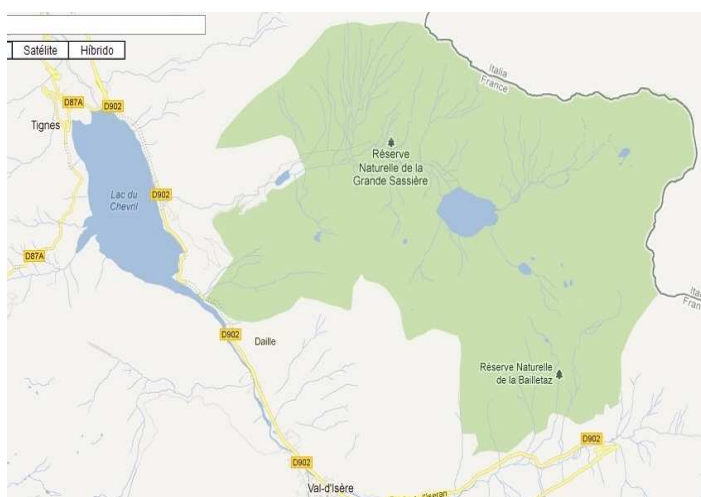 Satélite
Híbrido
Italia
France
D87A
D902
Tignes
Réserve
Naturelle de la
Grande Sassière
Lac du
Chevril
D902
D87A
D902
Daille
Réserve Naturelle
de la Bailletaz
D902
D902
Val-d'Isère